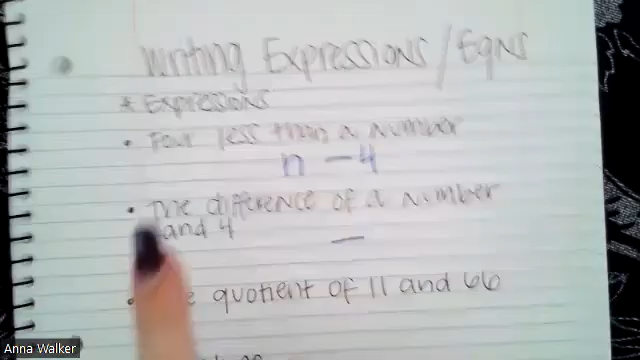 Writing Expressions/Eqns
* Expressions
• Four less than a number
n - 4
• The difference of a number
and 4
-
quotient of 11 and 66
Anna Walker